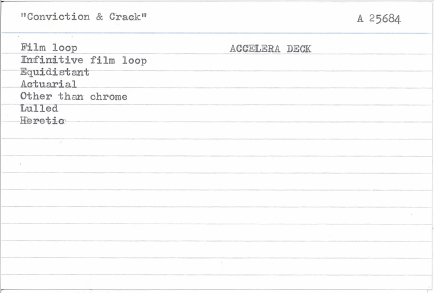 "Conviction & Crack" A 25684
Film loop ACCELERA DECK
Infinitive film loop
Equidistant
Actuarial
Other than chrome
Lulled
Heretic